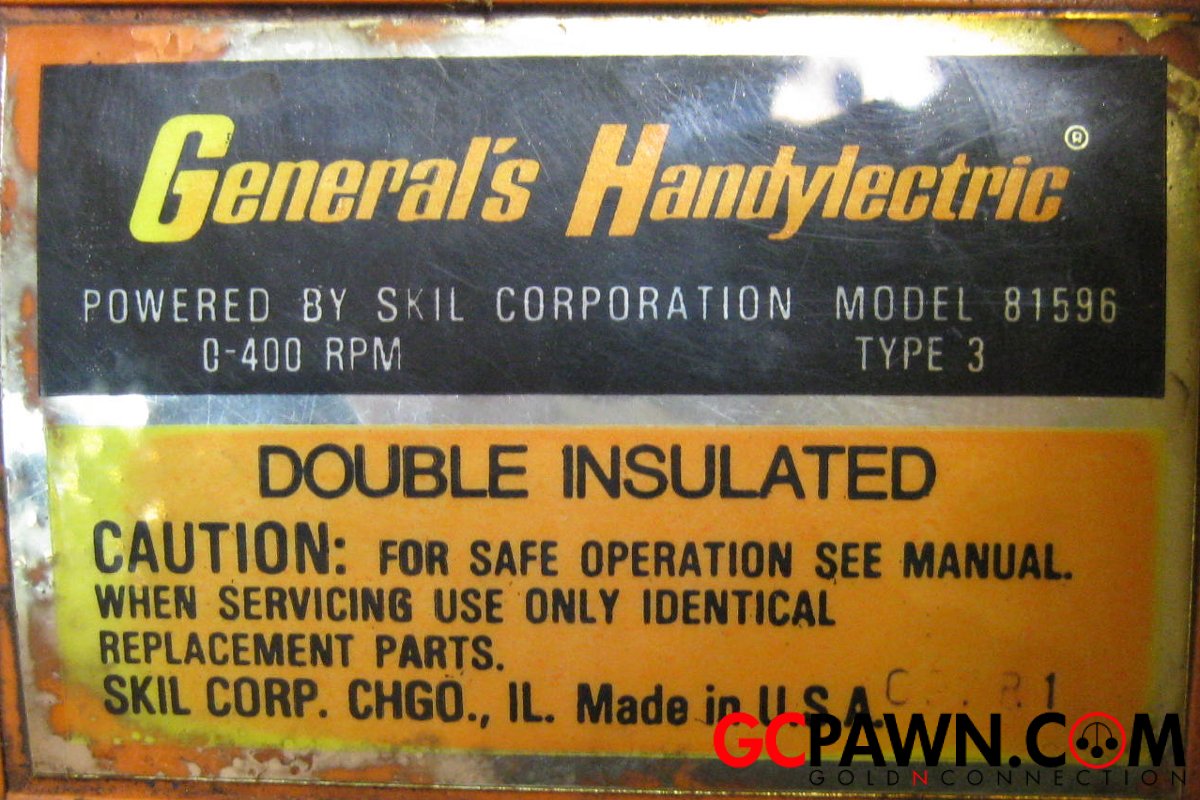 General's Handylectric ®
POWERED BY SKIL CORPORATION MODEL 81596
0-400 RPM TYPE 3
DOUBLE INSULATED
CAUTION: FOR SAFE OPERATION SEE MANUAL.
WHEN SERVICING USE ONLY IDENTICAL
REPLACEMENT PARTS.
SKIL CORP. CHGO., IL. Made in U.S.A.
GCPAWN.COM
GOLDNCONNECTION